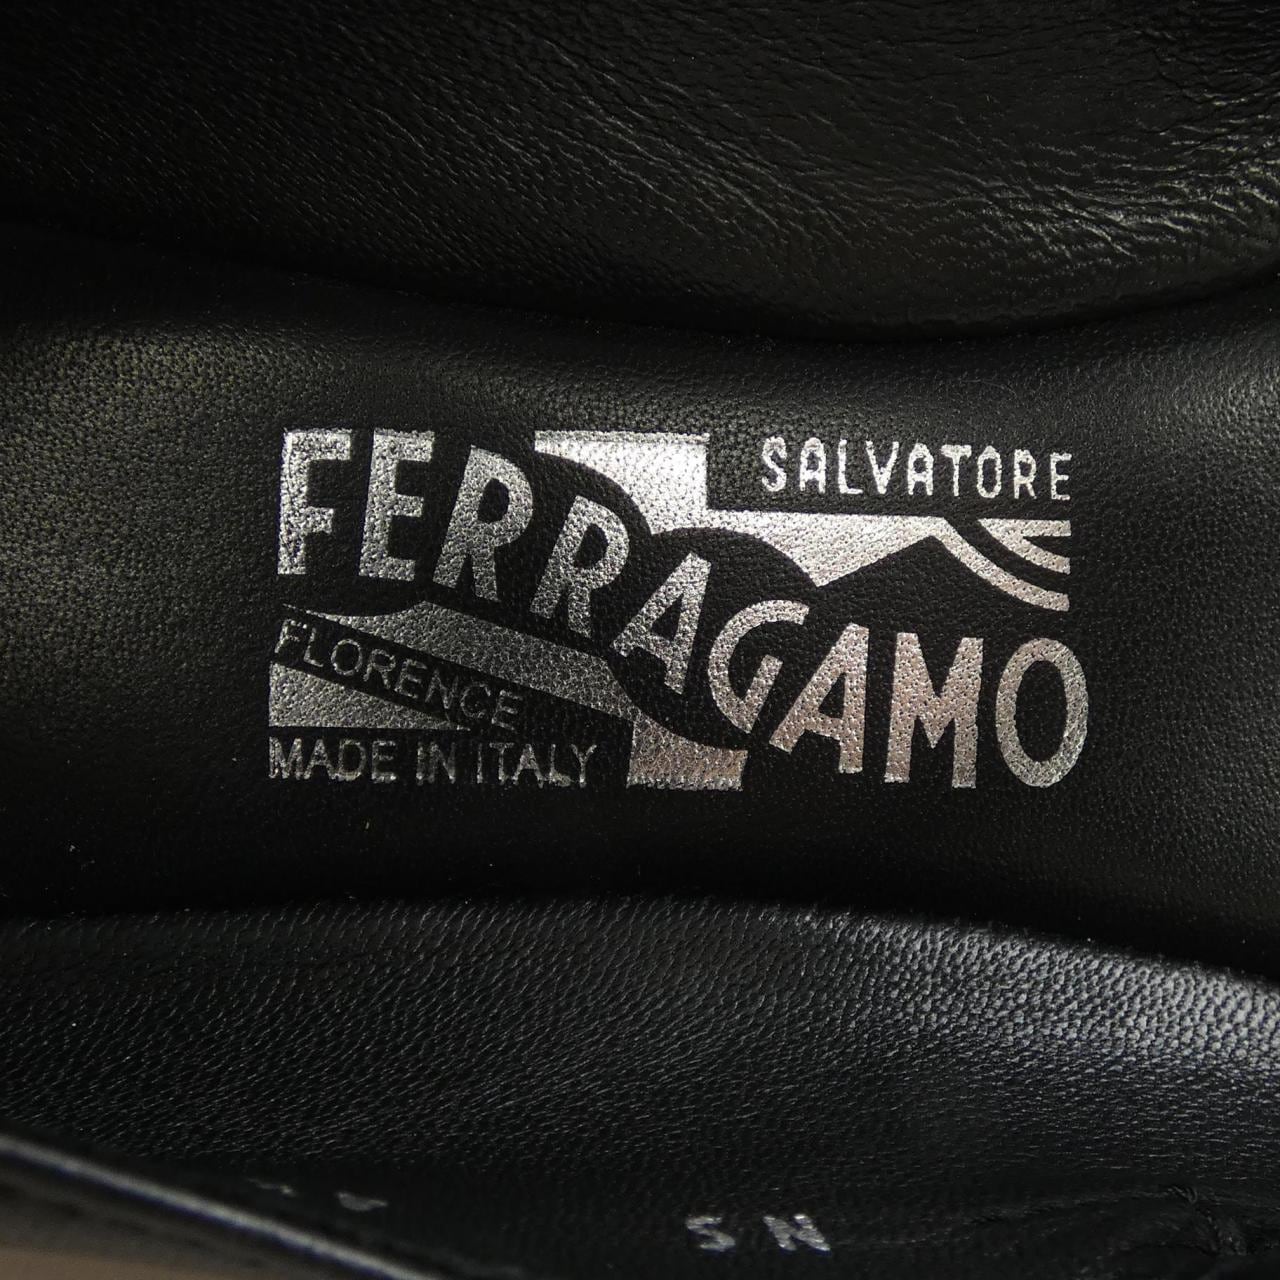 SALVATORE
FERRAGAMO
FLORENCE
MADE IN ITALY